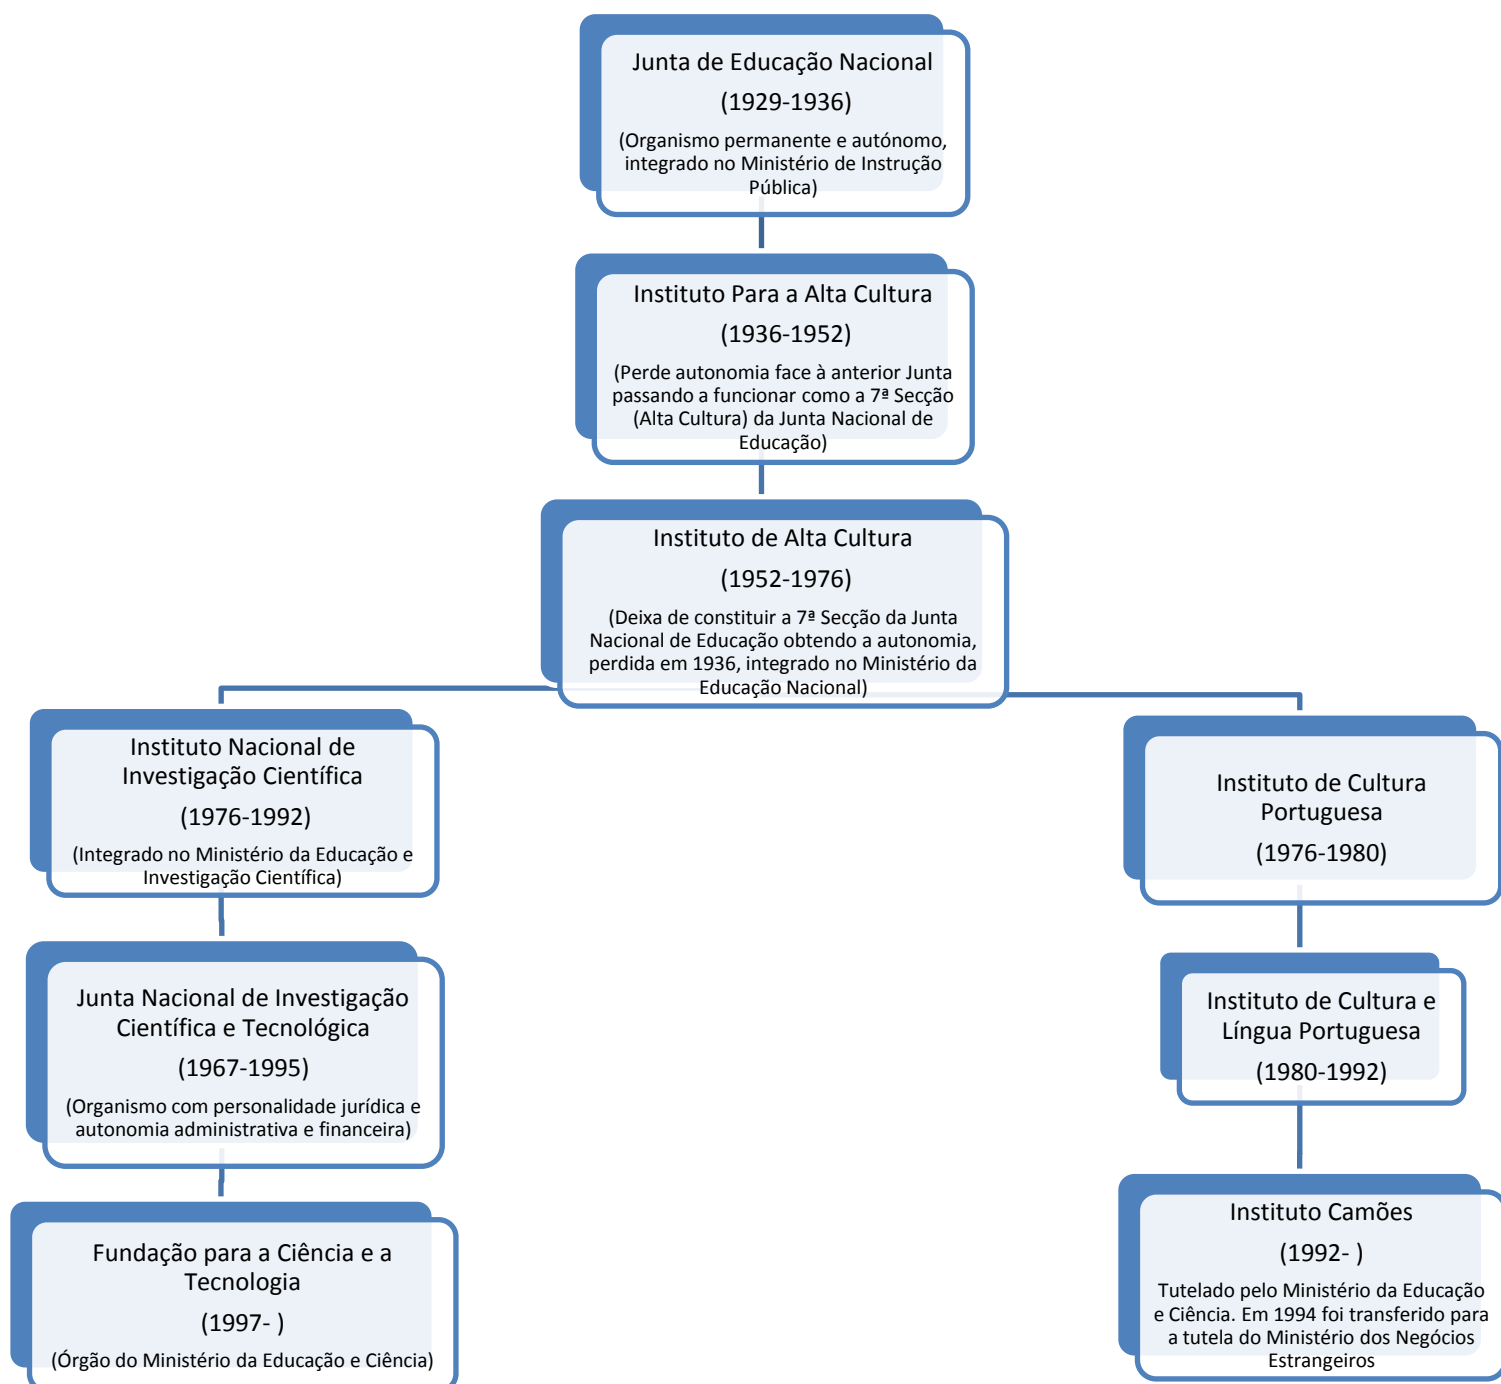 Junta de Educação Nacional
(1929-1936)
(Organismo permanente e autónomo,
integrado no Ministério de Instrução
Pública)
Instituto Para a Alta Cultura
(1936-1952)
(Perde autonomia face à anterior Junta
passando a funcionar como a 7ª Secção
(Alta Cultura) da Junta Nacional de
Educação)
Instituto de Alta Cultura
(1952-1976)
(Deixa de constituir a 7ª Secção da Junta
Nacional de Educação obtendo a autonomia,
perdida em 1936, integrado no Ministério da
Educação Nacional)
Instituto Nacional de
Investigação Científica
(1976-1992)
(Integrado no Ministério da Educação e
Investigação Científica)
Junta Nacional de Investigação
Científica e Tecnológica
(1967-1995)
(Organismo com personalidade jurídica e
autonomia administrativa e financeira)
Fundação para a Ciência e a
Tecnologia
(1997- )
(Órgão do Ministério da Educação e Ciência)
Instituto de Cultura
Portuguesa
(1976-1980)
Instituto de Cultura e
Língua Portuguesa
(1980-1992)
Instituto Camões
(1992- )
Tutelado pelo Ministério da Educação
e Ciência. Em 1994 foi transferido para
a tutela do Ministério dos Negócios
Estrangeiros